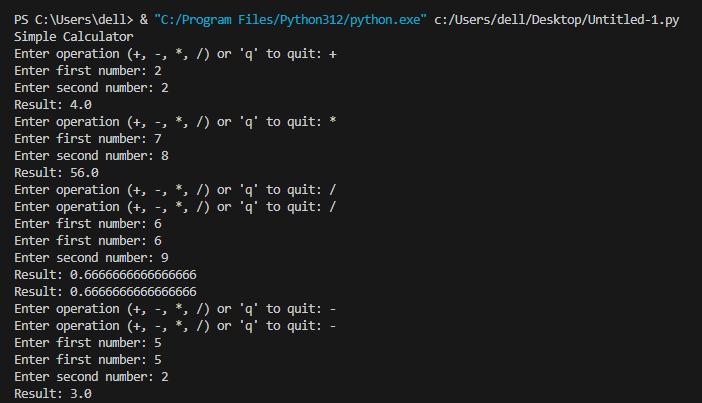 PS C:\Users\dell> & "C:/Program Files/Python312/python.exe" c:/Users/dell/Desktop/Untitled-1.py
Simple Calculator
Enter operation (+, -, *, /) or 'q' to quit: +
Enter first number: 2
Enter second number: 2
Result: 4.0
Enter operation (+, -, *, /) or 'q' to quit: *
Enter first number: 7
Enter second number: 8
Result: 56.0
Enter operation (+, -, *, /) or 'q' to quit: /
Enter operation (+, -, *, /) or 'q' to quit: /
Enter first number: 6
Enter first number: 6
Enter second number: 9
Result: 0.6666666666666666
Result: 0.6666666666666666
Enter operation (+, -, *, /) or 'q' to quit: -
Enter operation (+, -, *, /) or 'q' to quit: -
Enter first number: 5
Enter first number: 5
Enter second number: 2
Result: 3.0